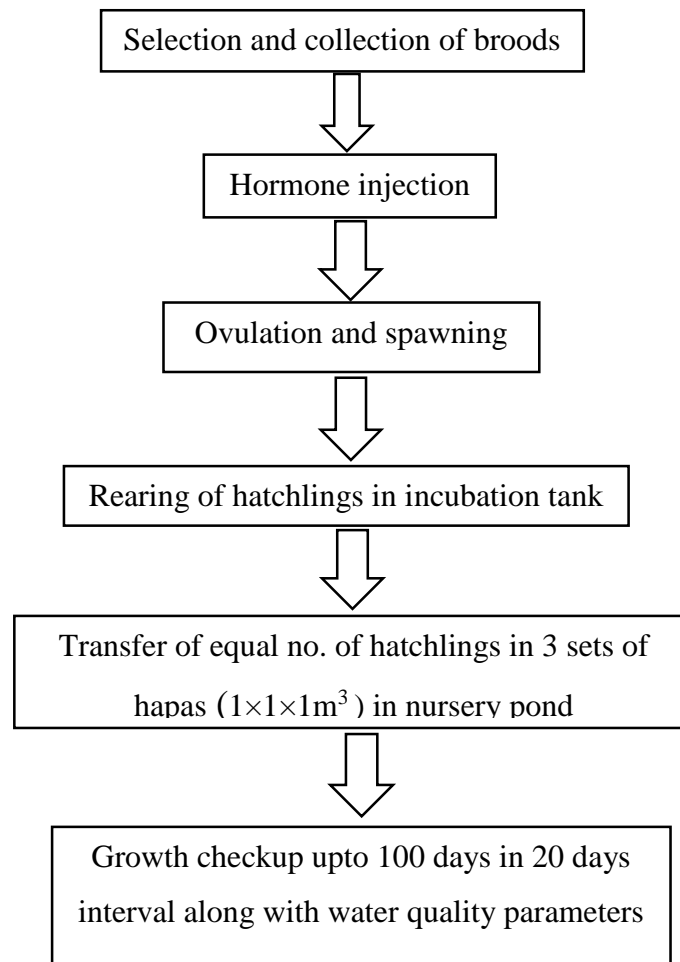 Selection and collection of broods
Hormone injection
Ovulation and spawning
Rearing of hatchlings in incubation tank
Transfer of equal no. of hatchlings in 3 sets of
hapas (1×1×1m³ ) in nursery pond
Growth checkup upto 100 days in 20 days
interval along with water quality parameters